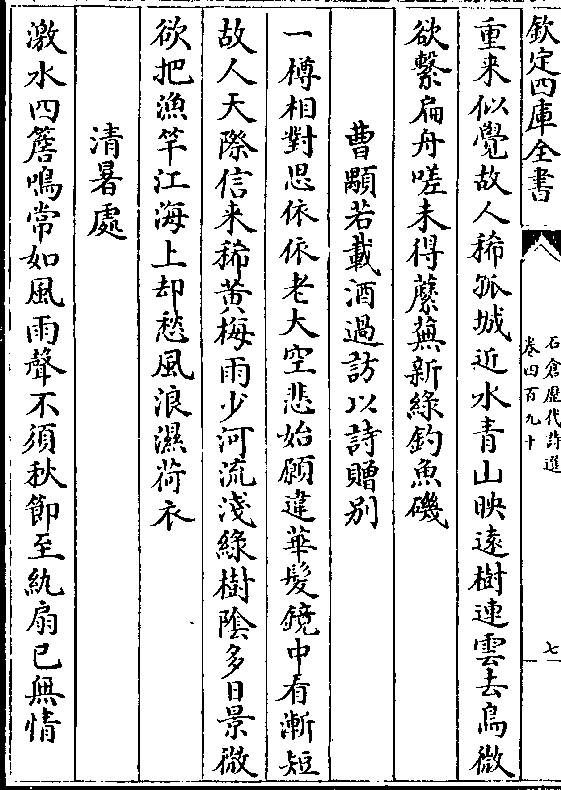 欽定四庫全書
石倉歷代詩選
卷四百九十
七
重来似覺故人稀孤城近水青山映遠樹連雲去鳥微
欲繫扁舟嗟未得蘼蕪新綠釣魚磯
曹顒若載酒過訪以詩贈别
一樽相對思依依老大空悲始願違華髪鏡中看漸短
故人天際信来稀黄梅雨少河流淺綠樹隂多日景微
欲把漁竿江海上却愁風浪濕荷衣
清暑處
激水四簷鳴常如風雨聲不須秋節至紈扇已無情